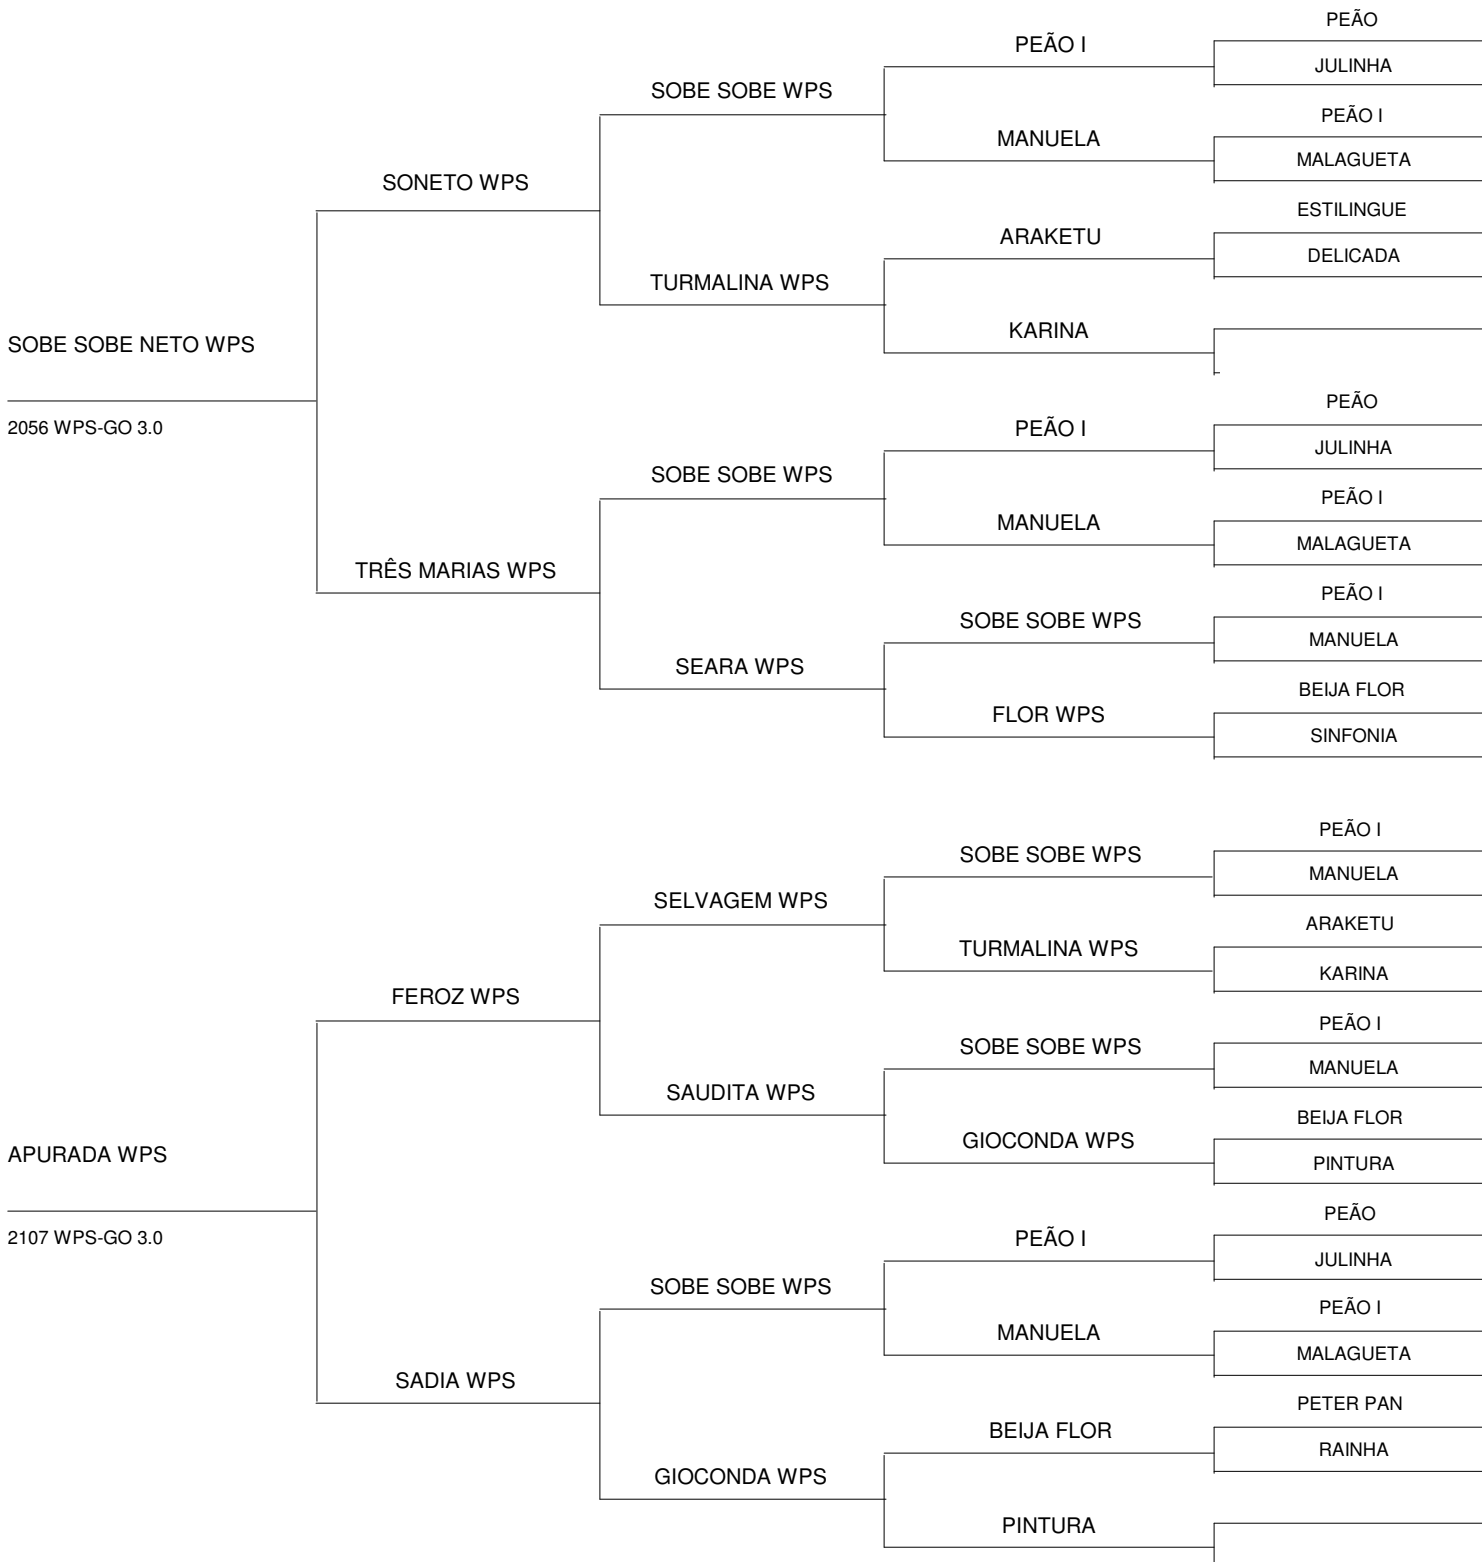 PEÃO
PEÃO I
JULINHA
SOBE SOBE WPS
PEÃO I
MANUELA
MALAGUETA
SONETO WPS
ESTILINGUE
ARAKETU
DELICADA
TURMALINA WPS
KARINA
SOBE SOBE NETO WPS
PEÃO
2056 WPS-GO 3.0
PEÃO I
JULINHA
SOBE SOBE WPS
PEÃO I
MANUELA
MALAGUETA
TRÊS MARIAS WPS
PEÃO I
SOBE SOBE WPS
MANUELA
SEARA WPS
BEIJA FLOR
FLOR WPS
SINFONIA
PEÃO I
SOBE SOBE WPS
MANUELA
SELVAGEM WPS
ARAKETU
TURMALINA WPS
KARINA
FEROZ WPS
PEÃO I
SOBE SOBE WPS
MANUELA
SAUDITA WPS
BEIJA FLOR
GIOCONDA WPS
APURADA WPS
PINTURA
PEÃO
2107 WPS-GO 3.0
PEÃO I
JULINHA
SOBE SOBE WPS
PEÃO I
MANUELA
MALAGUETA
SADIA WPS
PETER PAN
BEIJA FLOR
RAINHA
GIOCONDA WPS
PINTURA